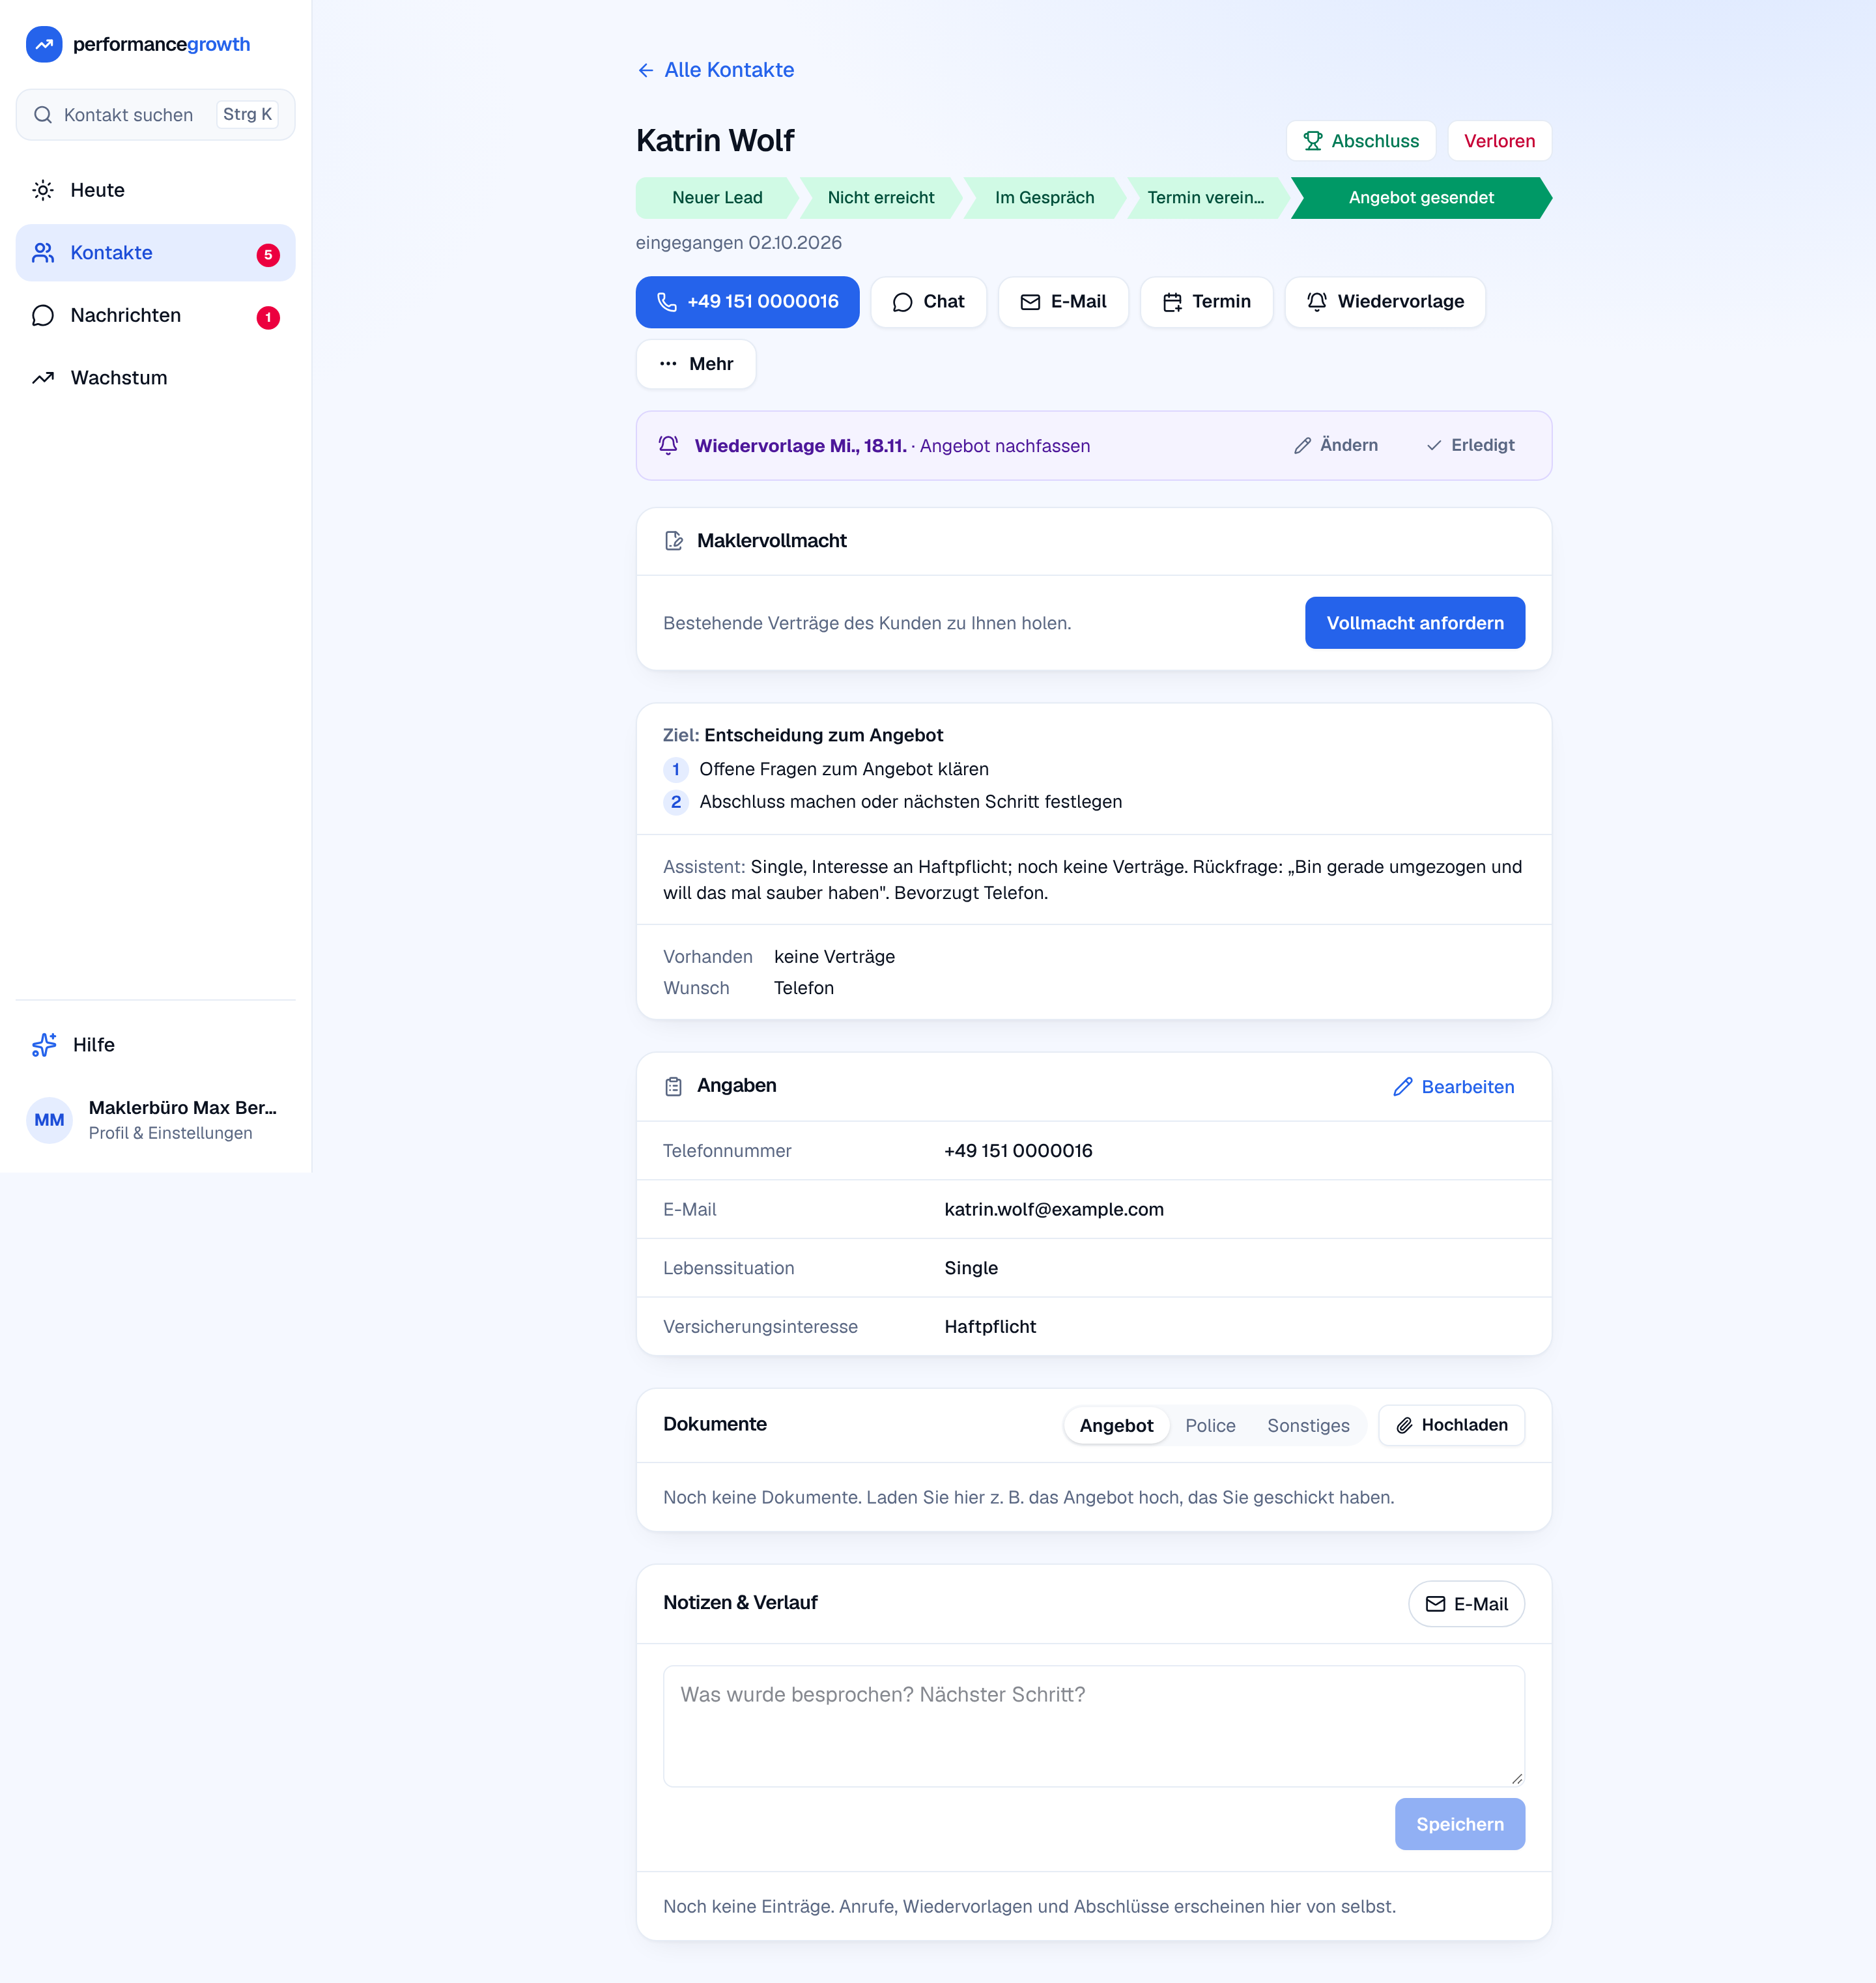 performancegrowth
Kontakt suchen Strg K
Heute
Kontakte 5
Nachrichten 1
Wachstum
Hilfe
MM
Maklerbüro Max Ber...
Profil & Einstellungen
Alle Kontakte
Katrin Wolf
Abschluss
Verloren
Neuer Lead
Nicht erreicht
Im Gespräch
Termin verein...
Angebot gesendet
eingegangen 02.10.2026
+49 151 0000016
Chat
E-Mail
Termin
Wiedervorlage
Mehr
Wiedervorlage Mi., 18.11. · Angebot nachfassen
Ändern
Erledigt
Maklervollmacht
Bestehende Verträge des Kunden zu Ihnen holen.
Vollmacht anfordern
Ziel: Entscheidung zum Angebot
1 Offene Fragen zum Angebot klären
2 Abschluss machen oder nächsten Schritt festlegen
Assistent: Single, Interesse an Haftpflicht; noch keine Verträge. Rückfrage: „Bin gerade umgezogen und
will das mal sauber haben". Bevorzugt Telefon.
Vorhanden keine Verträge
Wunsch Telefon
Angaben
Bearbeiten
Telefonnummer +49 151 0000016
E-Mail katrin.wolf@example.com
Lebenssituation Single
Versicherungsinteresse Haftpflicht
Dokumente
Angebot
Police
Sonstiges
Hochladen
Noch keine Dokumente. Laden Sie hier z. B. das Angebot hoch, das Sie geschickt haben.
Notizen & Verlauf
E-Mail
Was wurde besprochen? Nächster Schritt?
Speichern
Noch keine Einträge. Anrufe, Wiedervorlagen und Abschlüsse erscheinen hier von selbst.